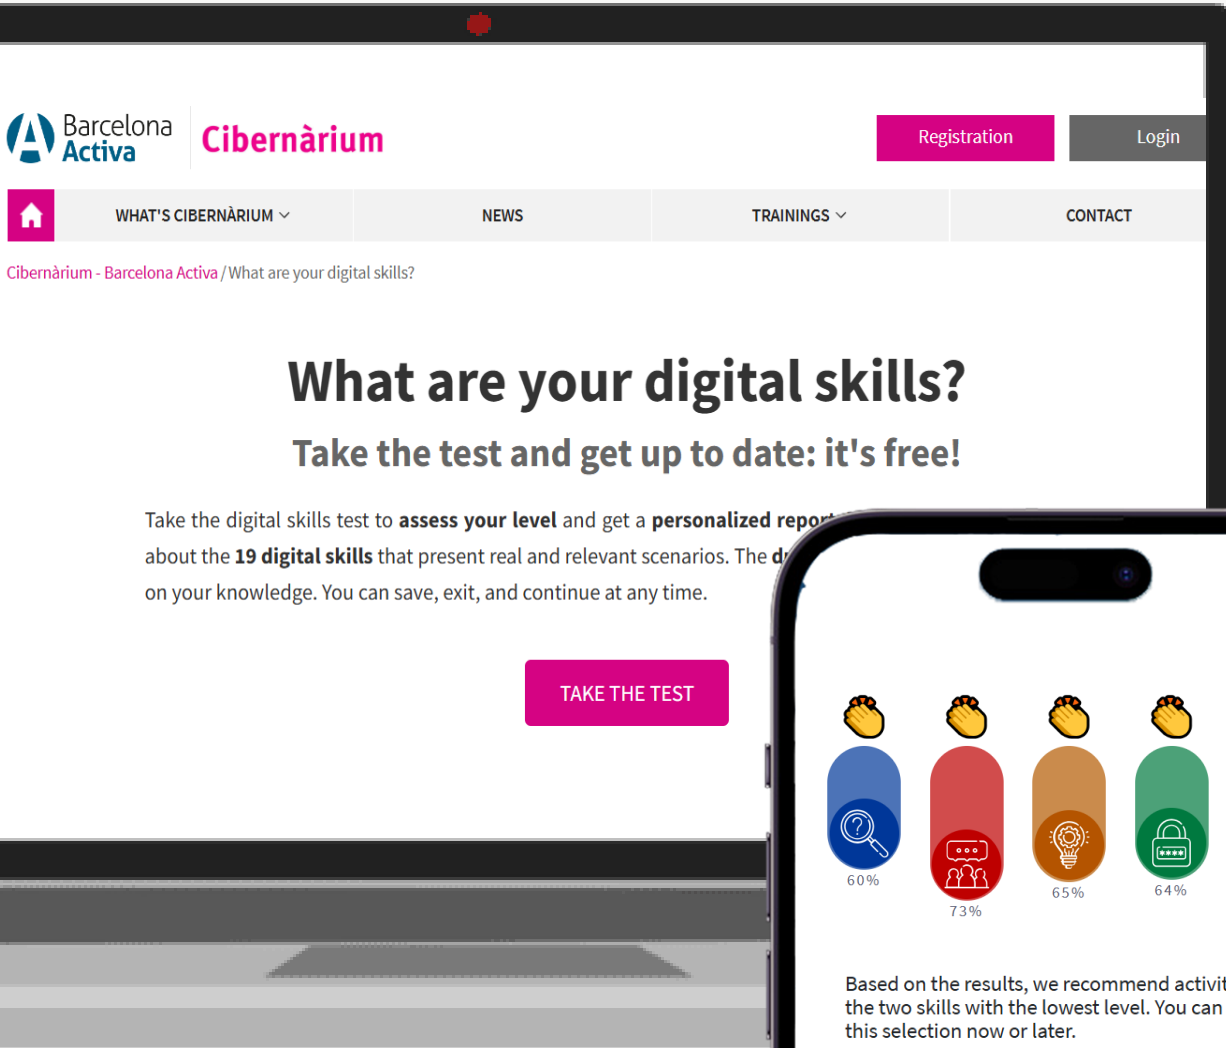 Barcelona
Activa
Cibernàrium
Registration
Login
WHAT'S CIBERNÀRIUM
NEWS
TRAININGS
CONTACT
Cibernàrium - Barcelona Activa / What are your digital skills?
What are your digital skills?
Take the test and get up to date: it's free!
Take the digital skills test to assess your level and get a personalized report
about the 19 digital skills that present real and relevant scenarios. The
on your knowledge. You can save, exit, and continue at any time.
TAKE THE TEST
?
****
60%
73%
65%
64%
Based on the results, we recommend
the two skills with the lowest level. You can
this selection now or later.